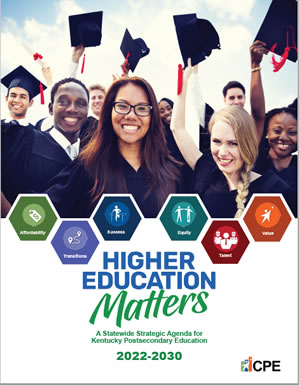 Affordability
Transitions
Success
Equity
Talent
Value
HIGHER
EDUCATION
Matters
A Statewide Strategic Agenda for
Kentucky Postsecondary Education
2022-2030
CPE